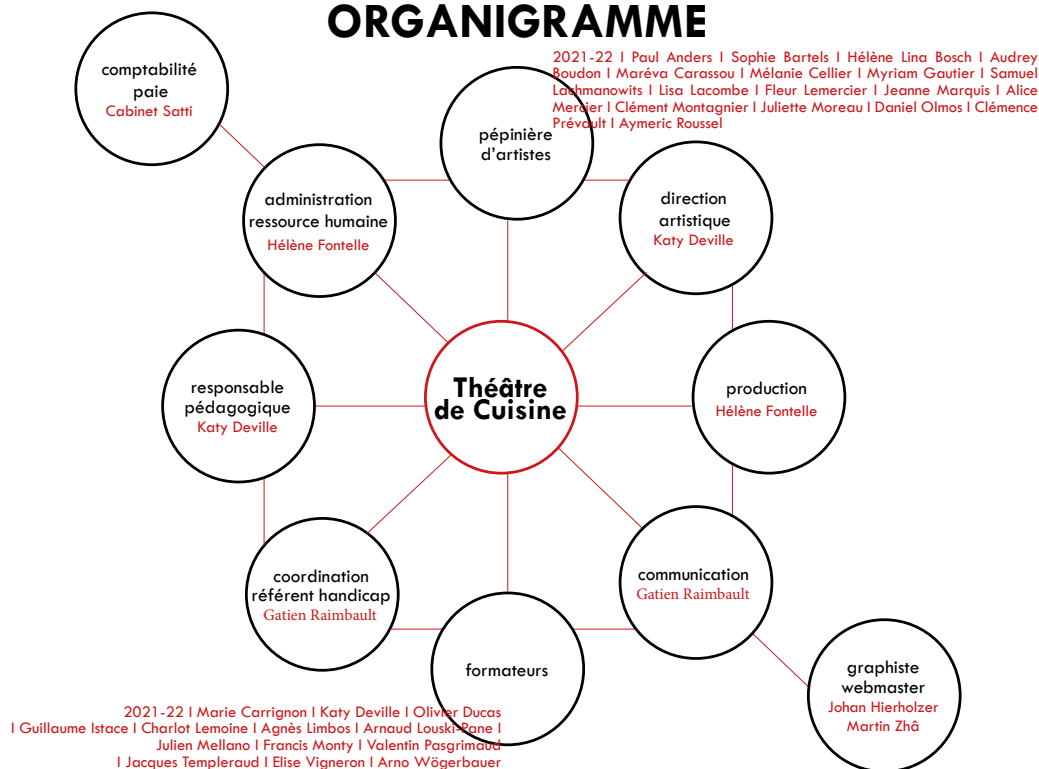 ORGANIGRAMME
2021-22 I Paul Anders I Sophie Bartels I Hélène Lina Bosch I Audrey
Boudon I Maréva Carassou I Mélanie Cellier I Myriam Gautier I Samuel
Lachmanowits I Lisa Lacombe I Fleur Lemercier I Jeanne Marquis I Alice
Mercier I Clément Montagnier I Juliette Moreau I Daniel Olmos I Clémence
Prévault I Aymeric Roussel
comptabilité
paie
Cabinet Satti
pépinière
d'artistes
administration
ressource humaine
Hélène Fontelle
direction
artistique
Katy Deville
responsable
pédagogique
Katy Deville
Théâtre
de Cuisine
production
Hélène Fontelle
coordination
référent handicap
Gatien Raimbault
communication
Gatien Raimbault
formateurs
graphiste
webmaster
Johan Hierholzer
Martin Zhâ
2021-22 I Marie Carrignon I Katy Deville I Olivier Ducas
I Guillaume Istace I Charlot Lemoine I Agnès Limbos I Arnaud Louski-Pane I
Julien Mellano I Francis Monty I Valentin Pasgrimaud
I Jacques Templeraud I Elise Vigneron I Arno Wögerbauer